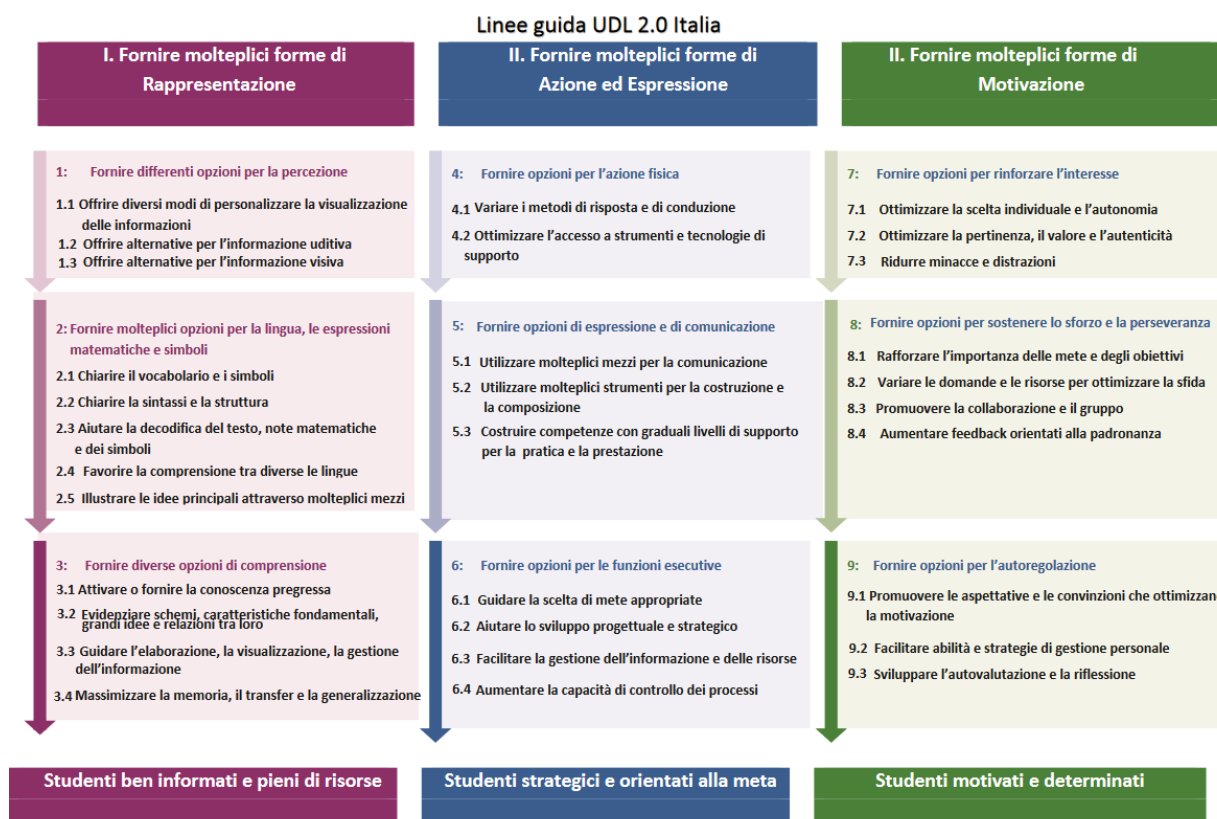 Linee guida UDL 2.0 Italia
I. Fornire molteplici forme di
Rappresentazione
1: Fornire differenti opzioni per la percezione
1.1 Offrire diversi modi di personalizzare la visualizzazione
delle informazioni
1.2 Offrire alternative per l'informazione uditiva
1.3 Offrire alternative per l'informazione visiva
2: Fornire molteplici opzioni per la lingua, le espressioni
matematiche e simboli
2.1 Chiarire il vocabolario e i simboli
2.2 Chiarire la sintassi e la struttura
2.3 Aiutare la decodifica del testo, note matematiche
e dei simboli
2.4 Favorire la comprensione tra diverse le lingue
2.5 Illustrare le idee principali attraverso molteplici mezzi
3: Fornire diverse opzioni di comprensione
3.1 Attivare o fornire la conoscenza pregressa
3.2 Evidenziare schemi, caratteristiche fondamentali,
grandi idee e relazioni tra loro
3.3 Guidare l'elaborazione, la visualizzazione, la gestione
dell'informazione
3.4 Massimizzare la memoria, il transfer e la generalizzazione
Studenti ben informati e pieni di risorse
II. Fornire molteplici forme di
Azione ed Espressione
4: Fornire opzioni per l'azione fisica
4.1 Variare i metodi di risposta e di conduzione
4.2 Ottimizzare l'accesso a strumenti e tecnologie di
supporto
5: Fornire opzioni di espressione e di comunicazione
5.1 Utilizzare molteplici mezzi per la comunicazione
5.2 Utilizzare molteplici strumenti per la costruzione e
la composizione
5.3 Costruire competenze con graduali livelli di supporto
per la pratica e la prestazione
6: Fornire opzioni per le funzioni esecutive
6.1 Guidare la scelta di mete appropriate
6.2 Aiutare lo sviluppo progettuale e strategico
6.3 Facilitare la gestione dell'informazione e delle risorse
6.4 Aumentare la capacità di controllo dei processi
Studenti strategici e orientati alla meta
II. Fornire molteplici forme di
Motivazione
7: Fornire opzioni per rinforzare l'interesse
7.1 Ottimizzare la scelta individuale e l'autonomia
7.2 Ottimizzare la pertinenza, il valore e l'autenticità
7.3 Ridurre minacce e distrazioni
8: Fornire opzioni per sostenere lo sforzo e la perseveranza
8.1 Rafforzare l'importanza delle mete e degli obiettivi
8.2 Variare le domande e le risorse per ottimizzare la sfida
8.3 Promuovere la collaborazione e il gruppo
8.4 Aumentare feedback orientati alla padronanza
9: Fornire opzioni per l'autoregolazione
9.1 Promuovere le aspettative e le convinzioni che ottimizzano
la motivazione
9.2 Facilitare abilità e strategie di gestione personale
9.3 Sviluppare l'autovalutazione e la riflessione
Studenti motivati e determinati